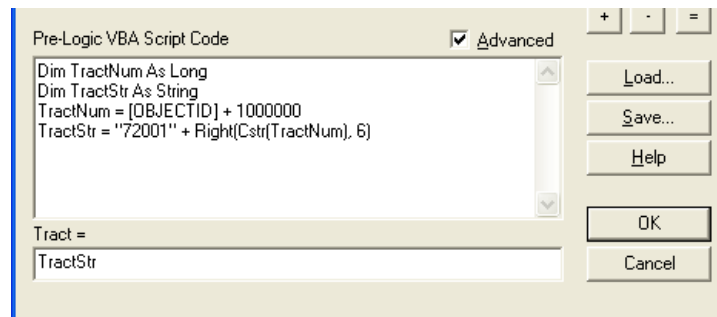 + - =
Pre-Logic VBA Script Code
Advanced
Dim TractNum As Long
Dim TractStr As String
TractNum = [OBJECTID] + 1000000
TractStr = "72001" + Right(Cstr(TractNum), 6)
Load...
Save...
Help
Tract =
TractStr
OK
Cancel